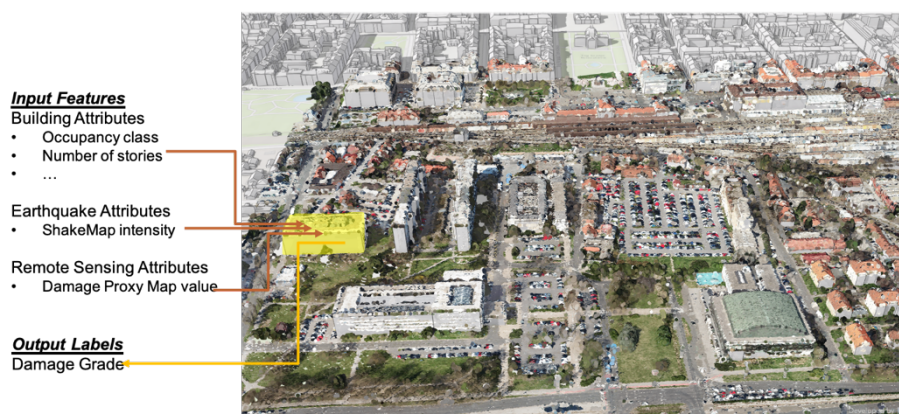 Input Features
Building Attributes
• Occupancy class
• Number of stories
• …
Earthquake Attributes
• ShakeMap intensity
Remote Sensing Attributes
• Damage Proxy Map value
Output Labels
Damage Grade